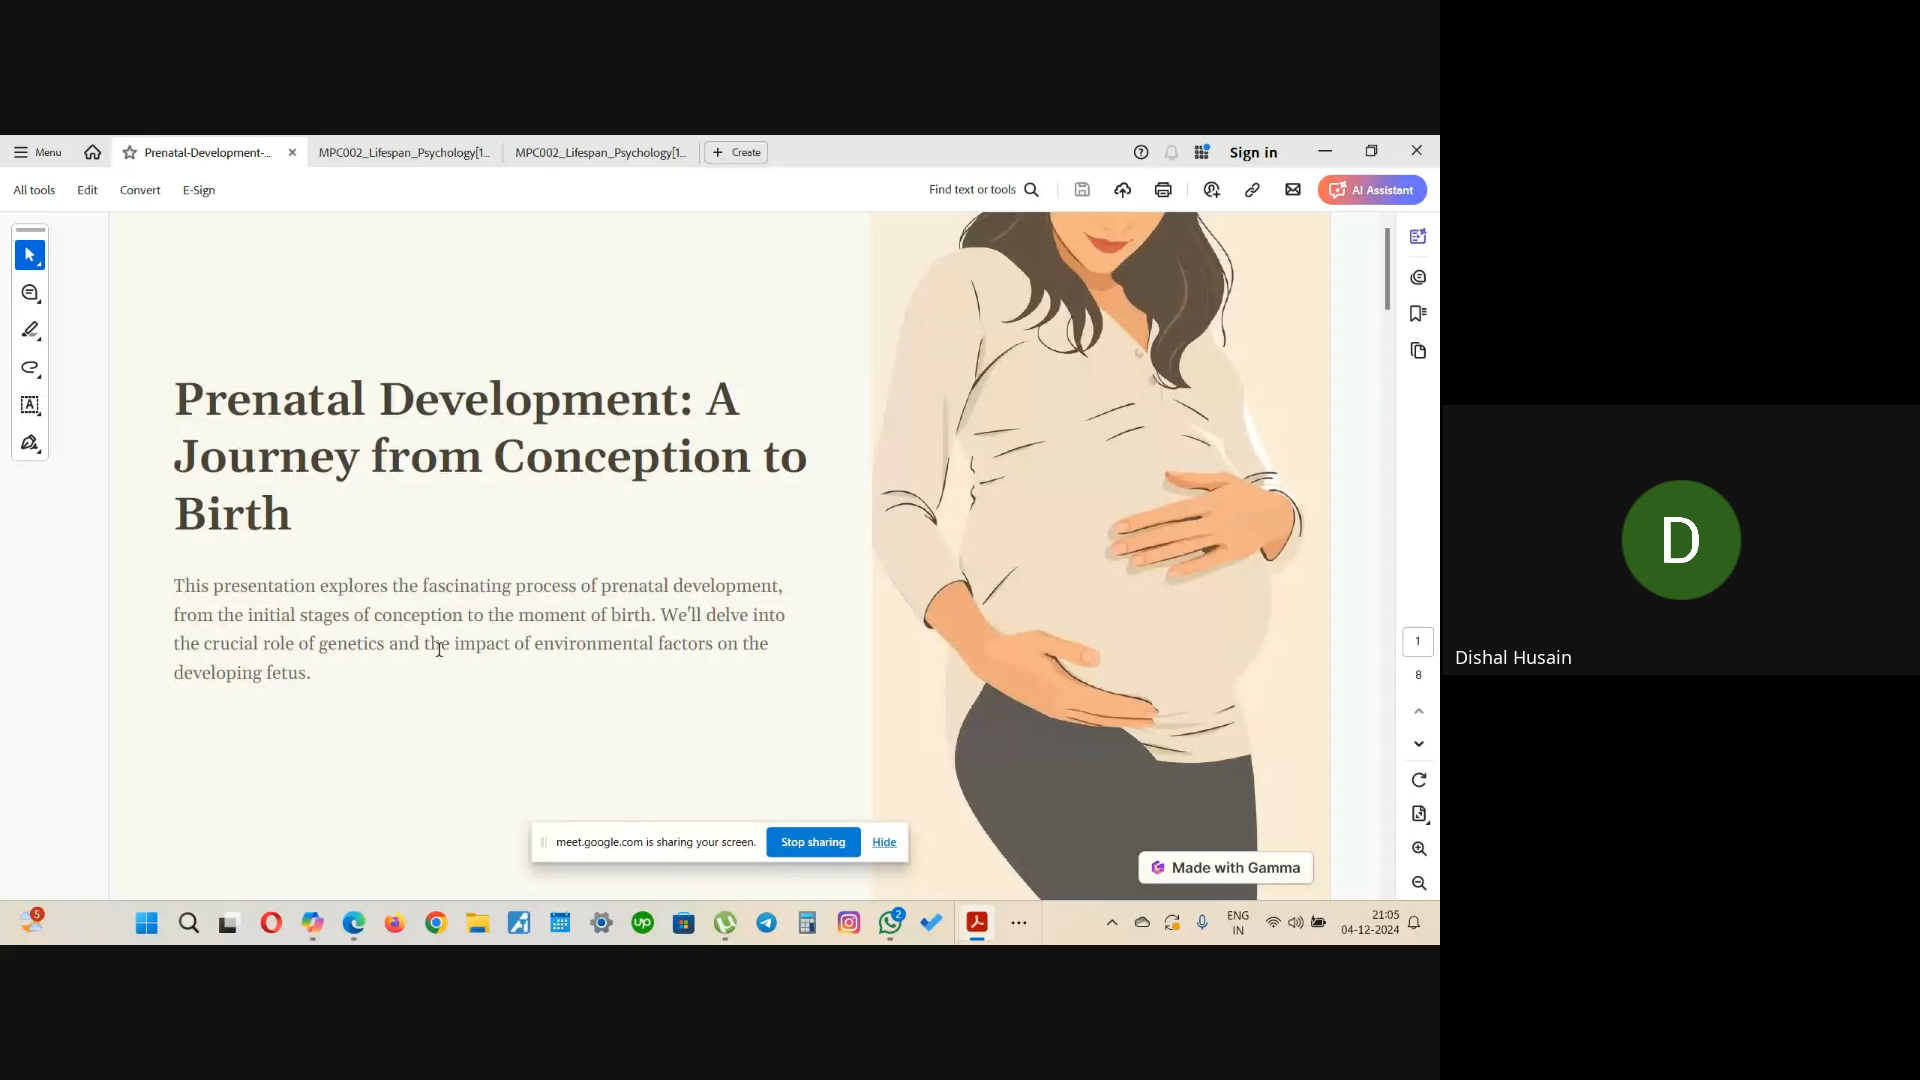 Menu
Prenatal-Development-...
MPC002_Lifespan_Psychology[1...
MPC002_Lifespan_Psychology[1...
Create
Sign in
All tools
Edit
Convert
E-Sign
Find text or tools
AI Assistant
Prenatal Development: A
Journey from Conception to
Birth
This presentation explores the fascinating process of prenatal development,
from the initial stages of conception to the moment of birth. We'll delve into
the crucial role of genetics and the impact of environmental factors on the
developing fetus.
1
8
meet.google.com is sharing your screen.
Stop sharing
Hide
Made with Gamma
5
up
2
ENG
IN
21:05
04-12-2024
D
Dishal Husain